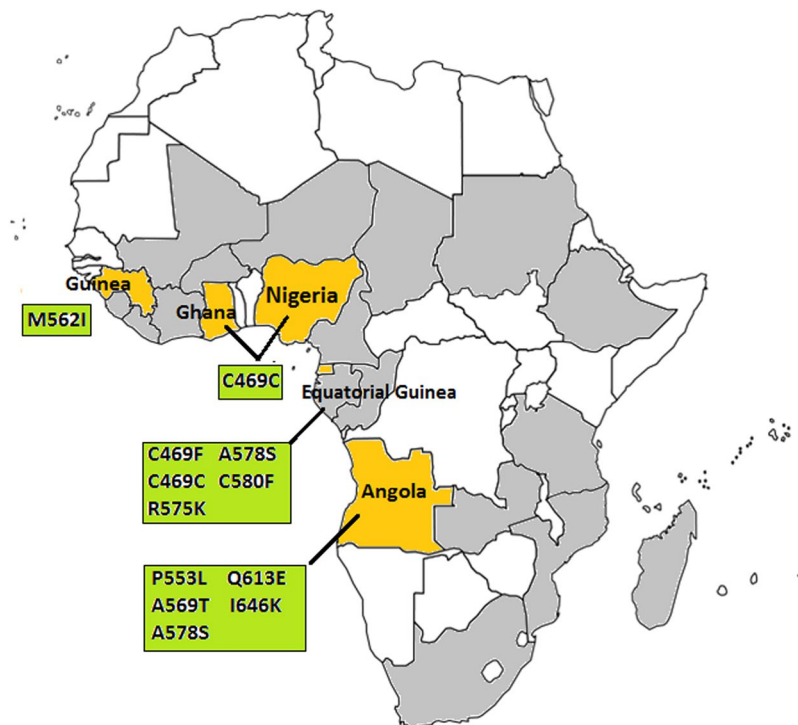 Guinea
M562I
Ghana
Nigeria
C469C
Equatorial Guinea
C469F A578S
C469C C580F
R575K
Angola
P553L Q613E
A569T I646K
A578S